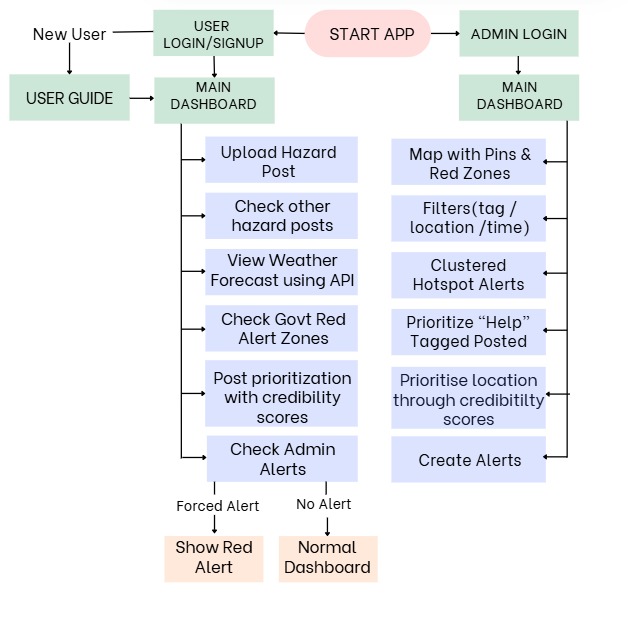 New User
USER
LOGIN/SIGNUP
START APP
ADMIN LOGIN
USER GUIDE
MAIN
DASHBOARD
MAIN
DASHBOARD
Upload Hazard
Post
Check other
hazard posts
View Weather
Forecast using API
Check Govt Red
Alert Zones
Post prioritization
with credibility
scores
Check Admin
Alerts
Forced Alert
No Alert
Show Red
Alert
Normal
Dashboard
Map with Pins &
Red Zones
Filters(tag /
location /time)
Clustered
Hotspot Alerts
Prioritize “Help”
Tagged Posted
Prioritise location
through credibitilty
scores
Create Alerts